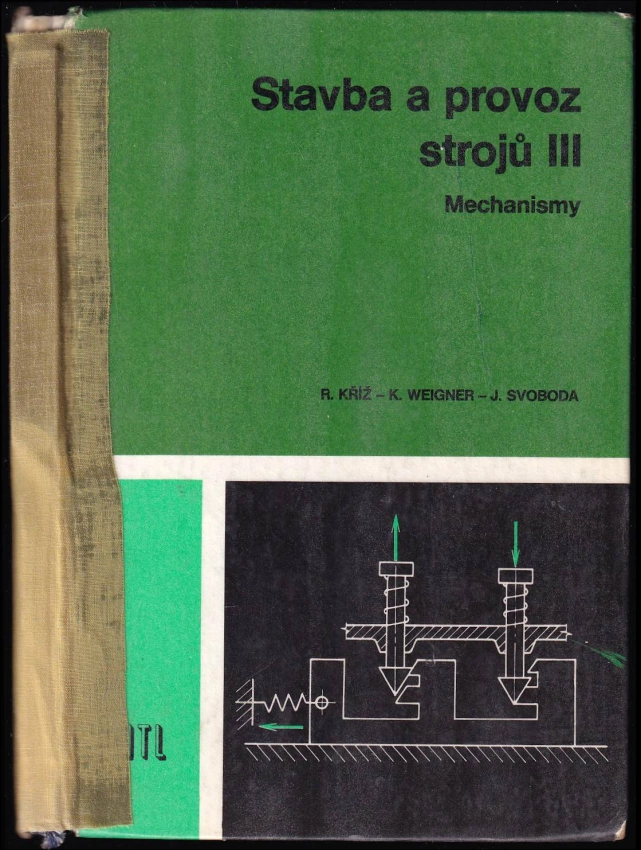 Stavba a provoz
strojů III
Mechanismy
R. KŘÍŽ – K. WEIGNER – J. SVOBODA